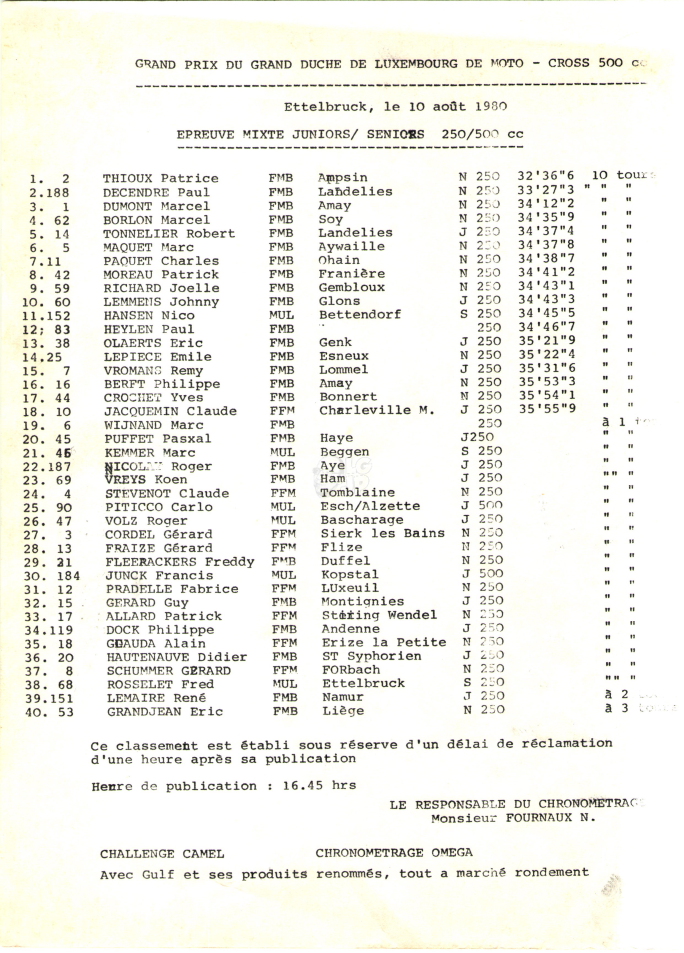 GRAND PRIX DU GRAND DUCHE DE LUXEMBOURG DE MOTO - CROSS 500 cc
Ettelbruck, le 10 août 1980
EPREUVE MIXTE JUNIORS/ SENIORS 250/500 cc
1. 2 THIOUX Patrice FMB Ampsin N 250 32'36"6 10 tours
2.188 DECENDRE Paul FMB Landelies N 250 33'27"3 " " "
3. 1 DUMONT Marcel FMB Amay N 250 34'12"2 " "
4. 62 BORLON Marcel FMB Soy N 250 34'35"9 " "
5. 14 TONNELIER Robert FMB Landelies J 250 34'37"4 " "
6. 5 MAQUET Marc FMB Aywaille N 250 34'37"8 " "
7.11 PAQUET Charles FMB Ohain N 250 34'38"7 " "
8. 42 MOREAU Patrick FMB Franière N 250 34'41"2 " "
9. 59 RICHARD Joelle FMB Gembloux N 250 34'43"1 " "
10. 60 LEMMENS Johnny FMB Glons J 250 34'43"3 " "
11.152 HANSEN Nico MUL Bettendorf S 250 34'45"5 " "
12; 83 HEYLEN Paul FMB 250 34'46"7 " "
13. 38 OLAERTS Eric FMB Genk J 250 35'21"9 " "
14.25 LEPIECE Emile FMB Esneux N 250 35'22"4 " "
15. 7 VROMANS Remy FMB Lommel J 250 35'31"6 " "
16. 16 BERFT Philippe FMB Amay N 250 35'53"3 " "
17. 44 CROCHET Yves FMB Bonnert N 250 35'54"1 " "
18. 10 JACQUEMIN Claude FFM Charleville M. J 250 35'55"9 " "
19. 6 WIJNAND Marc FMB 250 à 1
20. 45 PUFFET Pasxal FMB Haye J250 " "
21. 46 KEMMER Marc MUL Beggen S 250 " "
22.187 Roger FMB Aye J 250 " "
23. 69 VREYS Koen FMB Ham J 250 "" "
24. 4 STEVENOT Claude FFM Tomblaine N 250 " "
25. 90 PITICCO Carlo MUL Esch/Alzette J 500 " "
26. 47 VOLZ Roger MUL Bascharage J 250 " "
27. 3 CORDEL Gérard FFM Sierk les Bains N 250 " "
28. 13 FRAIZE Gérard FFM Flize N 250 " "
29. 21 FLEERACKERS Freddy FMB Duffel N 250 " "
30. 184 JUNCK Francis MUL Kopstal J 500 " "
31. 12 PRADELLE Fabrice FFM LUxeuil N 250 " "
32. 15 GERARD Guy FMB Montignies J 250 " "
33. 17 ALLARD Patrick FFM Wendel N 250 " "
34.119 DOCK Philippe FMB Andenne J 250 " "
35. 18 Alain FFM Erize la Petite N 250 " "
36. 20 HAUTENAUVE Didier FMB ST Syphorien J 250 " "
37. 8 SCHUMMER GERARD FFM FORbach N 250 " "
38. 68 ROSSELET Fred MUL Ettelbruck S 250 "" "
39.151 LEMAIRE René FMB Namur J 250 à 2
40. 53 GRANDJEAN Eric FMB Liège N 250 à 3
Ce classement est établi sous réserve d'un délai de réclamation
d'une heure après sa publication
Heure de publication : 16.45 hrs
LE RESPONSABLE DU CHRONOMETRAGE
Monsieur FOURNAUX N.
CHALLENGE CAMEL CHRONOMETRAGE OMEGA
Avec Gulf et ses produits renommés, tout a marché rondement